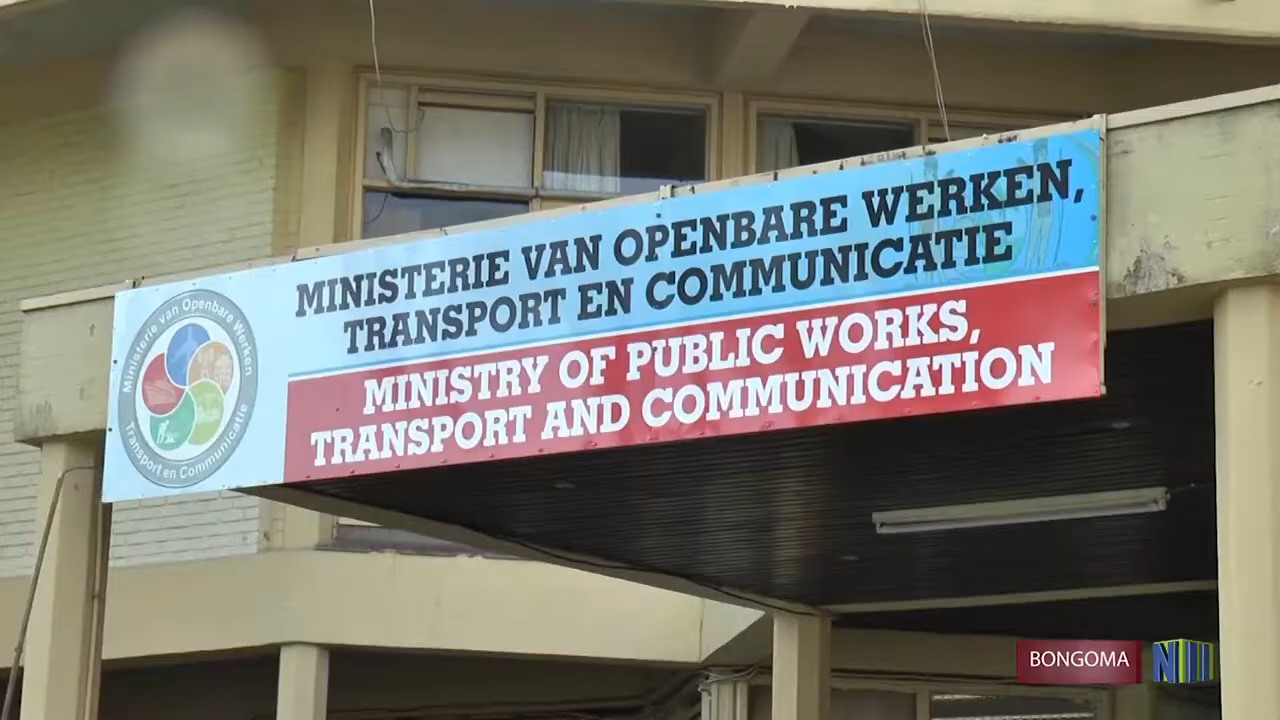 MINISTERIE VAN OPENBARE WERKEN,
TRANSPORT EN COMMUNICATIE
MINISTRY OF PUBLIC WORKS,
TRANSPORT AND COMMUNICATION
Ministerie van Openbare Werken
Transport en Communicatie
BONGOMA
N